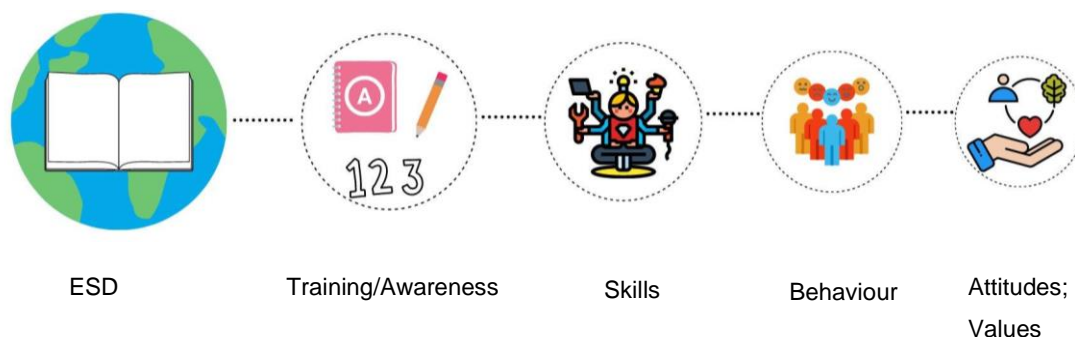 A
123
ESD
Training/Awareness
Skills
Behaviour
Attitudes;
Values